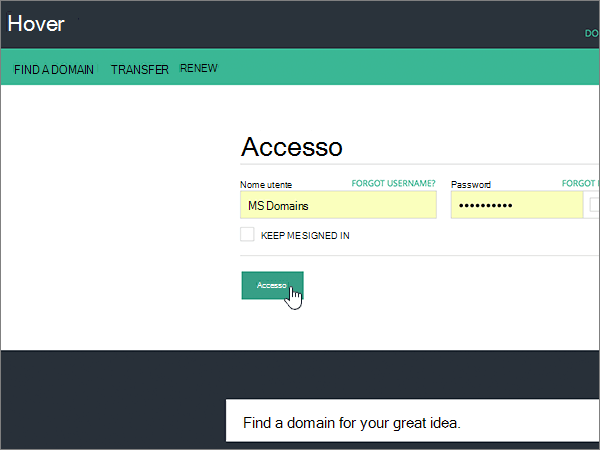 Hover
DO
FIND A DOMAIN TRANSFER RENEW
Accesso
Nome utente FORGOT USERNAME? Password FORGOT
MS Domains ••••••••••
KEEP ME SIGNED IN
Accesso
Find a domain for your great idea.